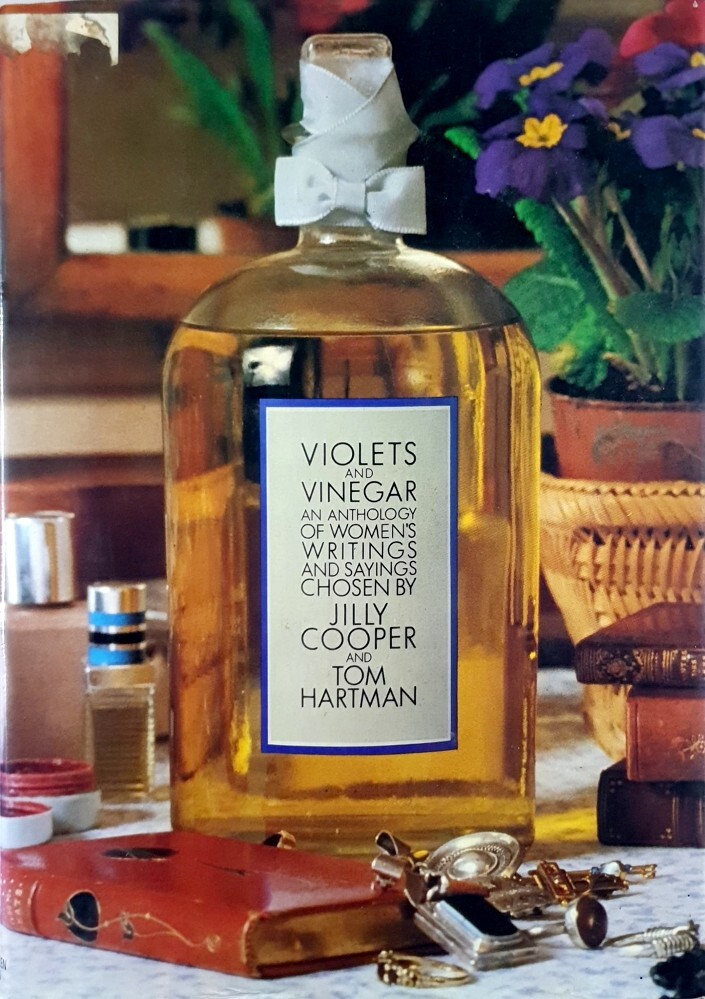 VIOLETS
AND
VINEGAR
AN ANTHOLOGY
OF WOMEN'S
WRITINGS
AND SAYINGS
CHOSEN BY
JILLY
COOPER
AND
TOM
HARTMAN